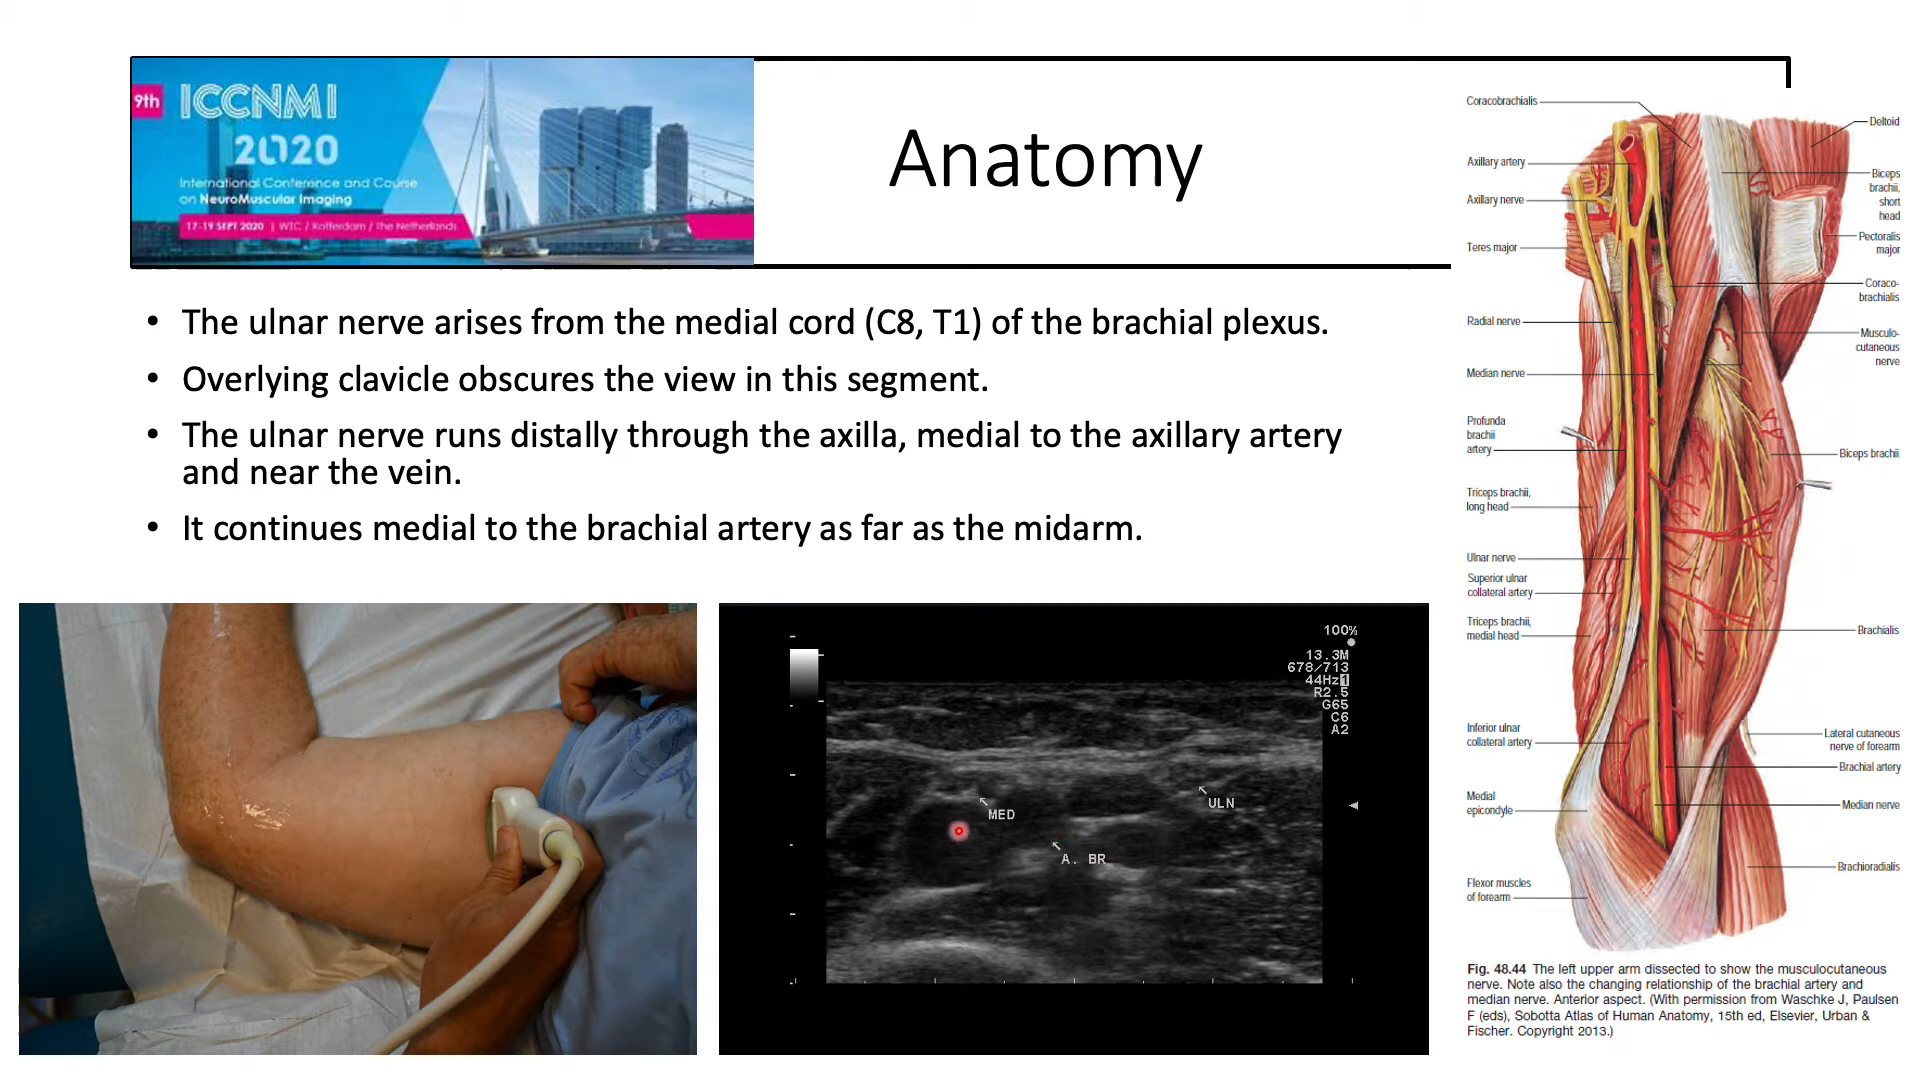 9th
ICCNMI
2020
International Conference and Course
on NeuroMuscular Imaging
17-19 SEPT 2020 | WTC / Rotterdam / The Netherlands
Anatomy
• The ulnar nerve arises from the medial cord (C8, T1) of the brachial plexus.
• Overlying clavicle obscures the view in this segment.
• The ulnar nerve runs distally through the axilla, medial to the axillary artery
and near the vein.
• It continues medial to the brachial artery as far as the midarm.
100%
13.3M
678/713
44Hz1
R2.5
G65
C6
A2
MED
ULN
A. BR
Coracobrachialis
Axillary artery
Axillary nerve
Teres major
Radial nerve
Median nerve
Profunda
brachii
artery
Triceps brachii,
long head
Ulnar nerve
Superior ulnar
collateral artery
Triceps brachii,
medial head
Inferior ulnar
collateral artery
Medial
epicondyle
Flexor muscles
of forearm
Deltoid
Biceps
brachii,
short
head
Pectoralis
major
Coraco-
brachialis
Musculo-
cutaneous
nerve
Biceps brachii
Brachialis
Lateral cutaneous
nerve of forearm
Brachial artery
Median nerve
Brachioradialis
Fig. 48.44 The left upper arm dissected to show the musculocutaneous
nerve. Note also the changing relationship of the brachial artery and
median nerve. Anterior aspect. (With permission from Waschke J, Paulsen
F (eds), Sobotta Atlas of Human Anatomy, 15th ed, Elsevier, Urban &
Fischer. Copyright 2013.)